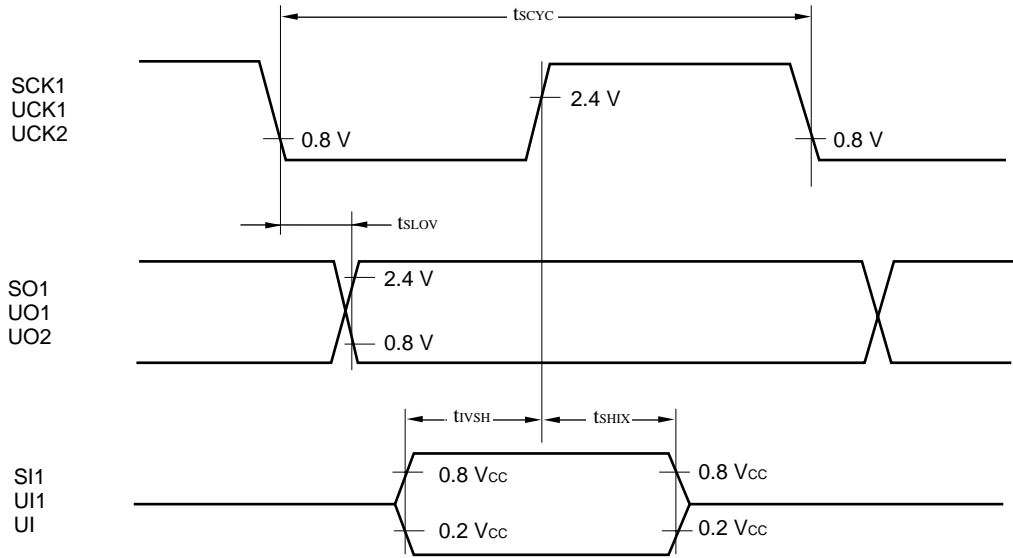 tSCYC
SCK1
UCK1
UCK2
2.4 V
0.8 V
0.8 V
tSLOV
SO1
UO1
UO2
2.4 V
0.8 V
tIVSH
tSHIX
SI1
UI1
UI
0.8 VCC
0.8 VCC
0.2 VCC
0.2 VCC